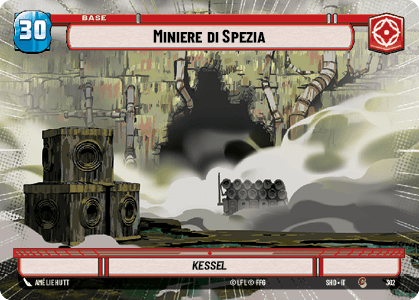 BASE
30
MINIERE DI SPEZIA
KESSEL
AMÉLIE HUTT
© LFL © FFG
SHD • IT
302